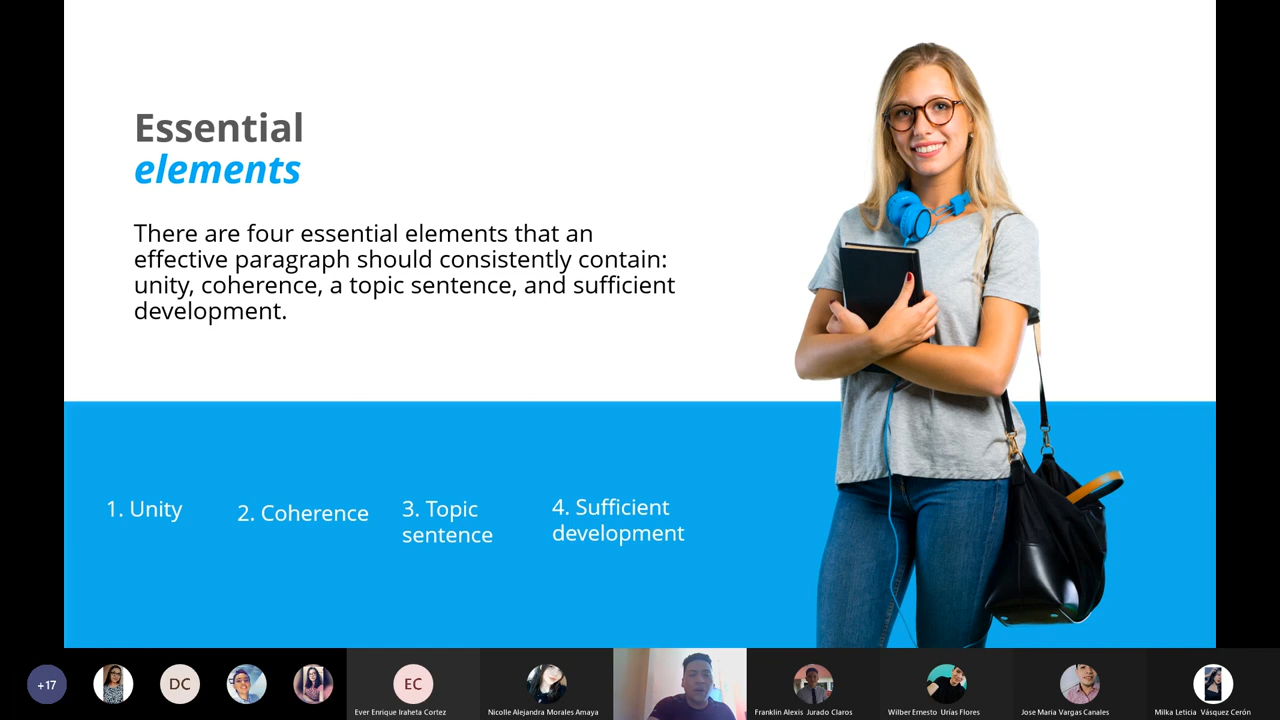 Essential
elements
There are four essential elements that an
effective paragraph should consistently contain:
unity, coherence, a topic sentence, and sufficient
development.
1. Unity
2. Coherence
3. Topic
sentence
4. Sufficient
development
+17
DC
EC
Ever Enrique Iraheta Cortez
Nicolle Alejandra Morales Amaya
Franklin Alexis Jurado Claros
Wilber Ernesto Urías Flores
Jose Maria Vargas Canales
Milka Leticia Vásquez Cerón